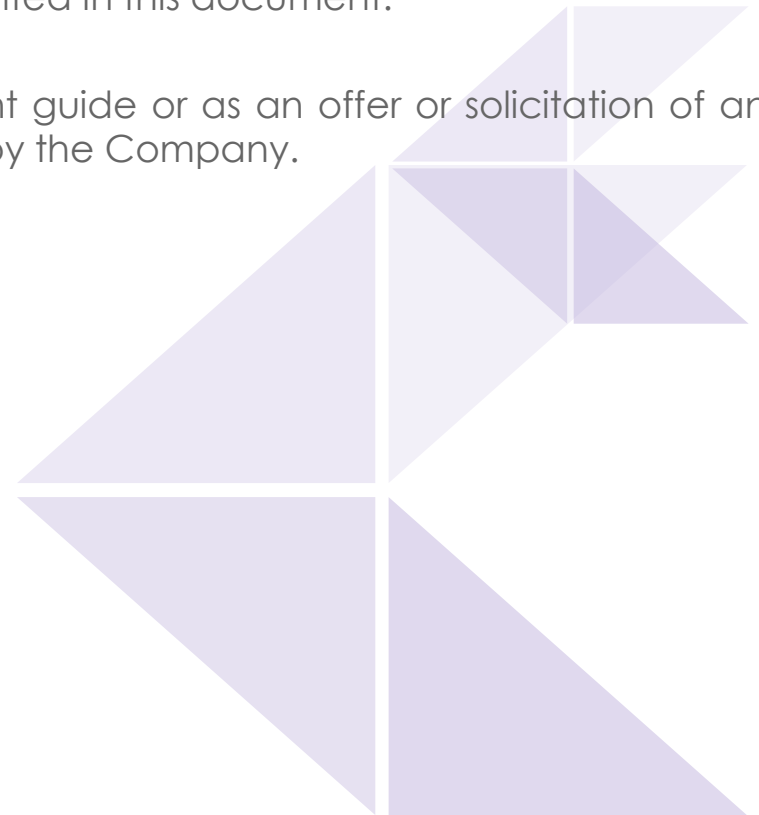 in this document.
guide or as an offer or solicitation of
the Company.